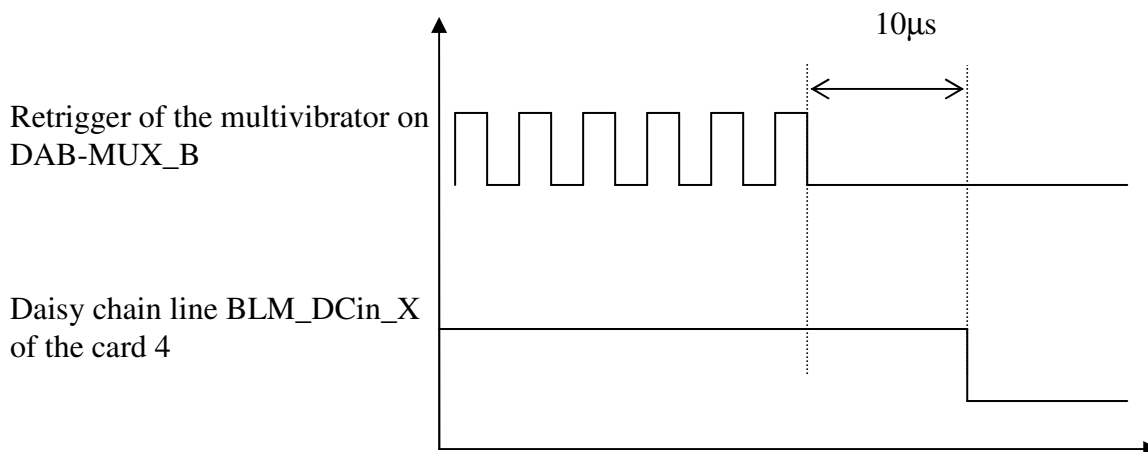 10µs
Retrigger of the multivibrator on
DAB-MUX_B
Daisy chain line BLM_DCin_X
of the card 4